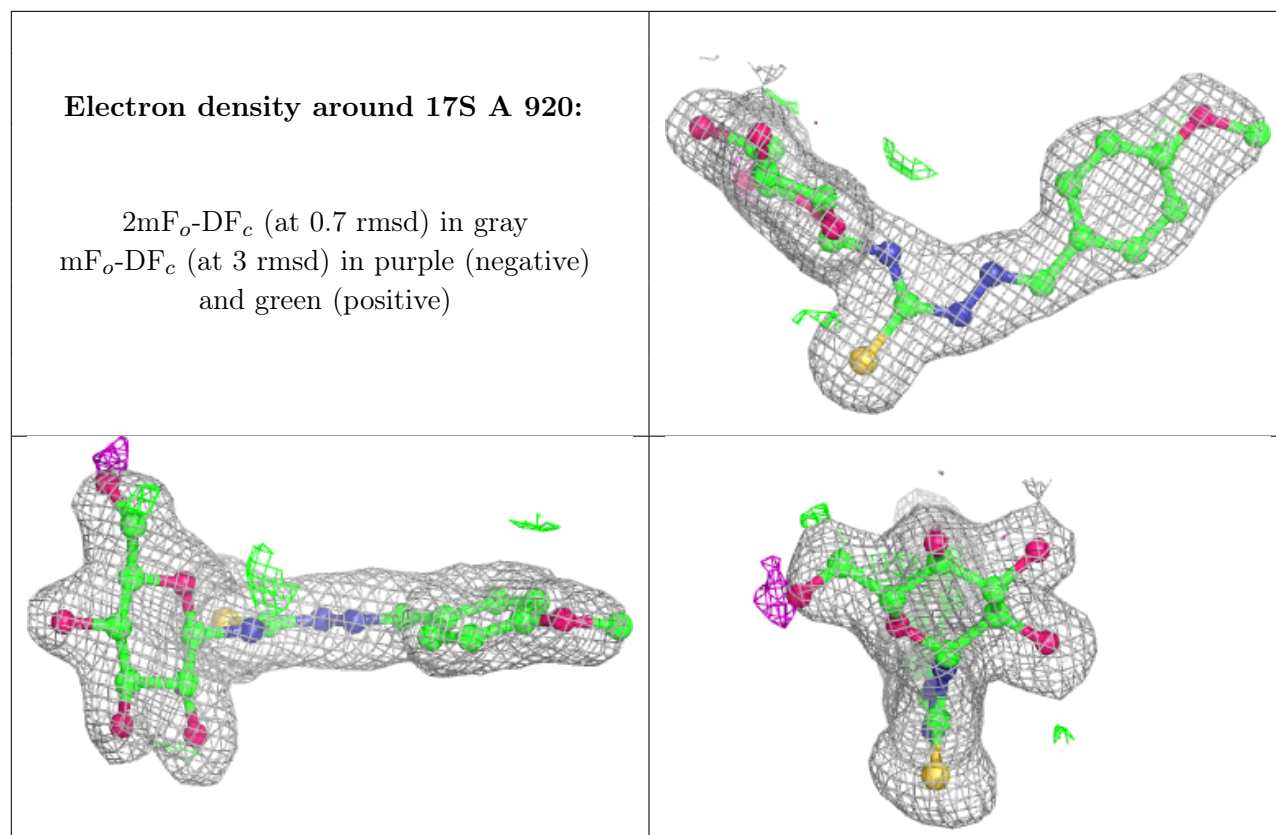 Electron density around 17S A 920:
2mFo-DFc (at 0.7 rmsd) in gray
mFo-DFc (at 3 rmsd) in purple (negative)
and green (positive)